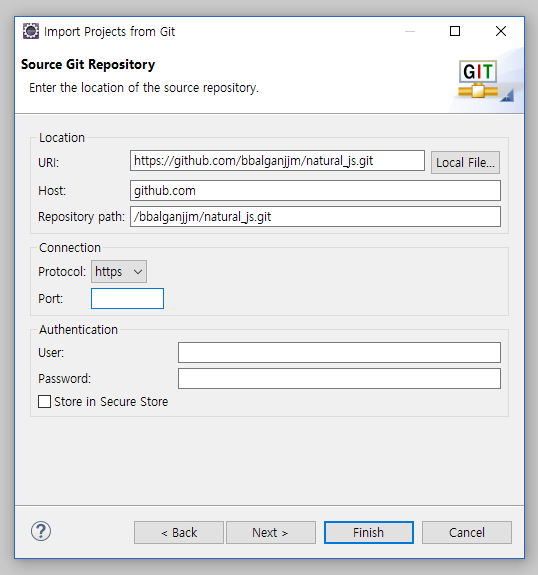 Import Projects from Git
Source Git Repository
Enter the location of the source repository.
GIT
Location
URI: https://github.com/bbalganjjm/natural_js.git Local File...
Host: github.com
Repository path: /bbalganjjm/natural_js.git
Connection
Protocol: https
Port:
Authentication
User:
Password:
Store in Secure Store
? < Back Next > Finish Cancel